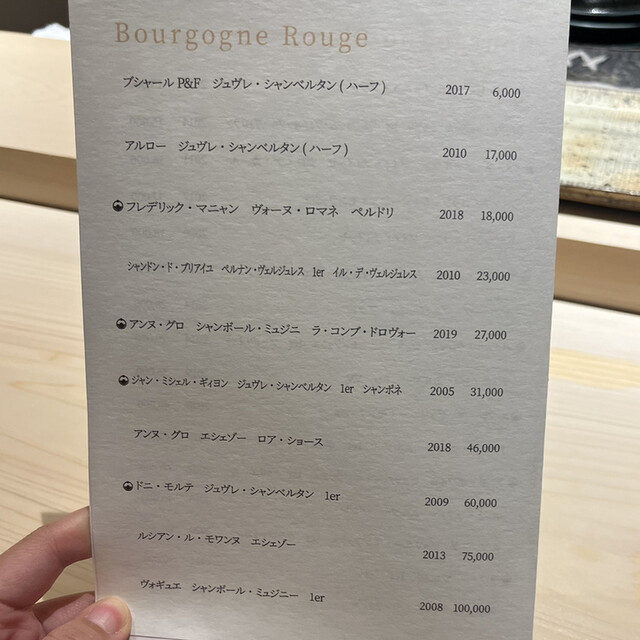 Bourgogne Rouge
ブシャール P&F　ジュヴレ・シャンベルタン ( ハーフ )　2017　6,000
アルロー　ジュヴレ・シャンベルタン ( ハーフ )　2010　17,000
フレデリック・マニャン　ヴォーヌ・ロマネ　ペルドリ　2018　18,000
シャンドン・ド・ブリアイユ　ペルナン・ヴェルジュレス　1er　イル・デ・ヴェルジュレス　2010　23,000
アンヌ・グロ　シャンボール・ミュジニ　ラ・コンブ・ドロヴォー　2019　27,000
ジャン・ミシェル・ギィヨン　ジュヴレ・シャンベルタン　1er　シャンポネ　2005　31,000
アンヌ・グロ　エシェゾー　ロア・ショース　2018　46,000
ドニ・モルテ　ジュヴレ・シャンベルタン　1er　2009　60,000
ルシアン・ル・モワンヌ　エシェゾー　2013　75,000
ヴォギュエ　シャンボール・ミュジニー　1er　2008　100,000